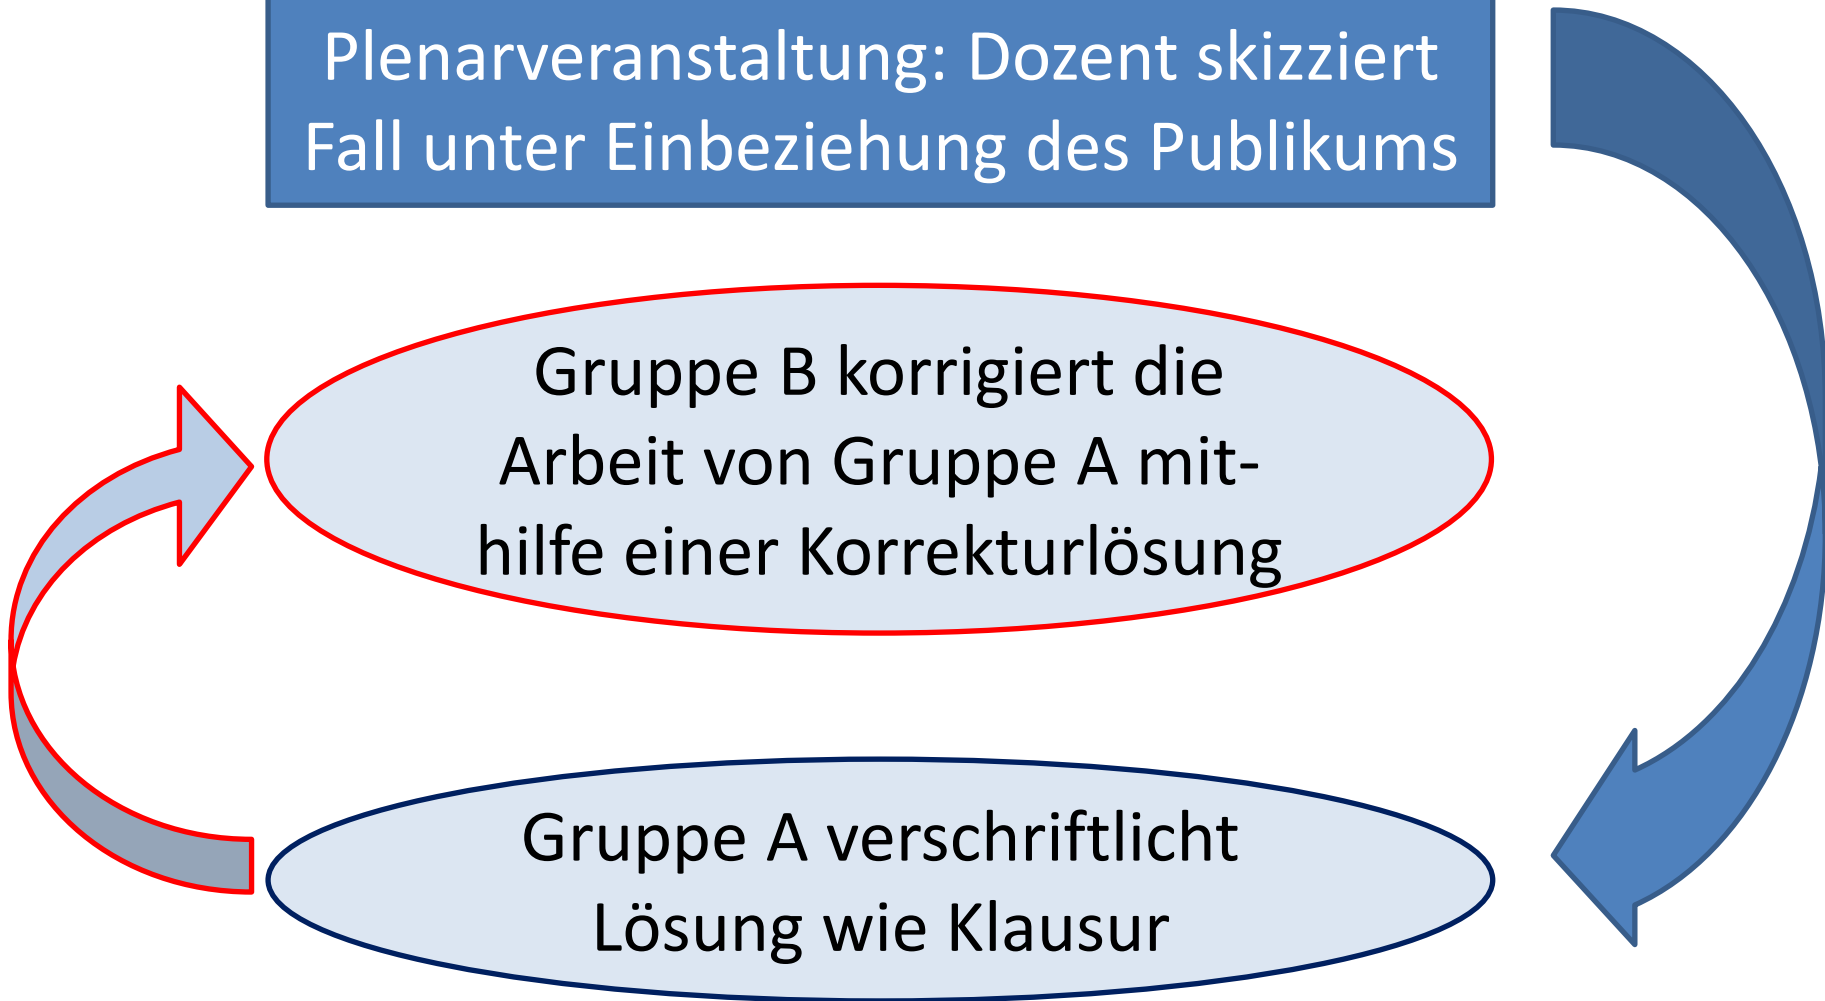 Plenarveranstaltung: Dozent skizziert
Fall unter Einbeziehung des Publikums
Gruppe B korrigiert die
Arbeit von Gruppe A mit-
hilfe einer Korrekturlösung
Gruppe A verschriftlicht
Lösung wie Klausur